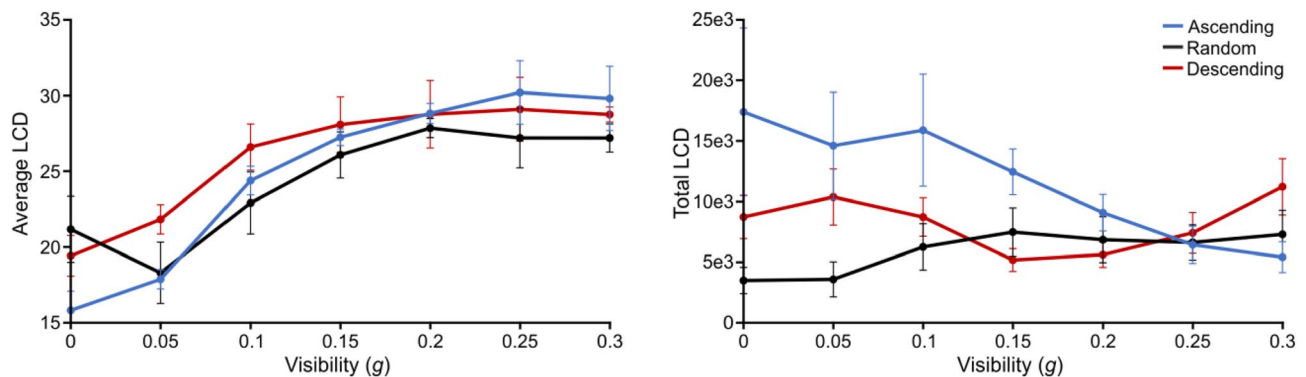 35
30
25
20
15
Average LCD
0
0.05
0.1
0.15
0.2
0.25
0.3
Visibility (g)
25e3
20e3
15e3
10e3
5e3
0
Total LCD
0
0.05
0.1
0.15
0.2
0.25
0.3
Visibility (g)
Ascending
Random
Descending